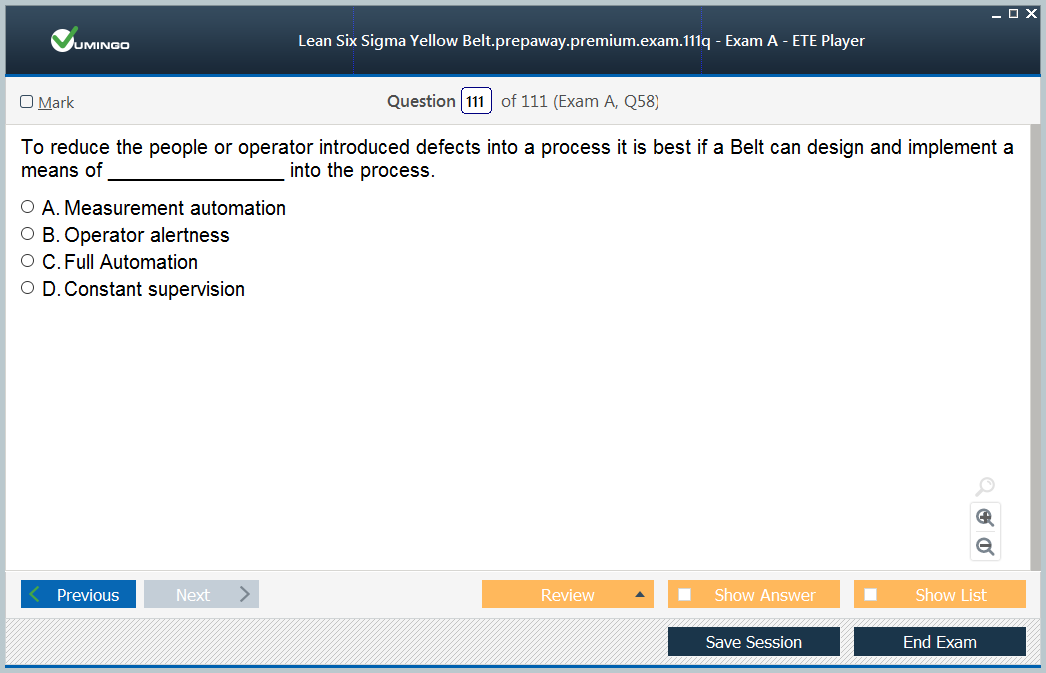 VUMINGO
Lean Six Sigma Yellow Belt.prepaway.premium.exam.111q - Exam A - ETE Player
Mark
Question 111 of 111 (Exam A, Q58)
To reduce the people or operator introduced defects into a process it is best if a Belt can design and implement a
means of ________________ into the process.
A. Measurement automation
B. Operator alertness
C. Full Automation
D. Constant supervision
Previous
Next
Review
Show Answer
Show List
Save Session
End Exam